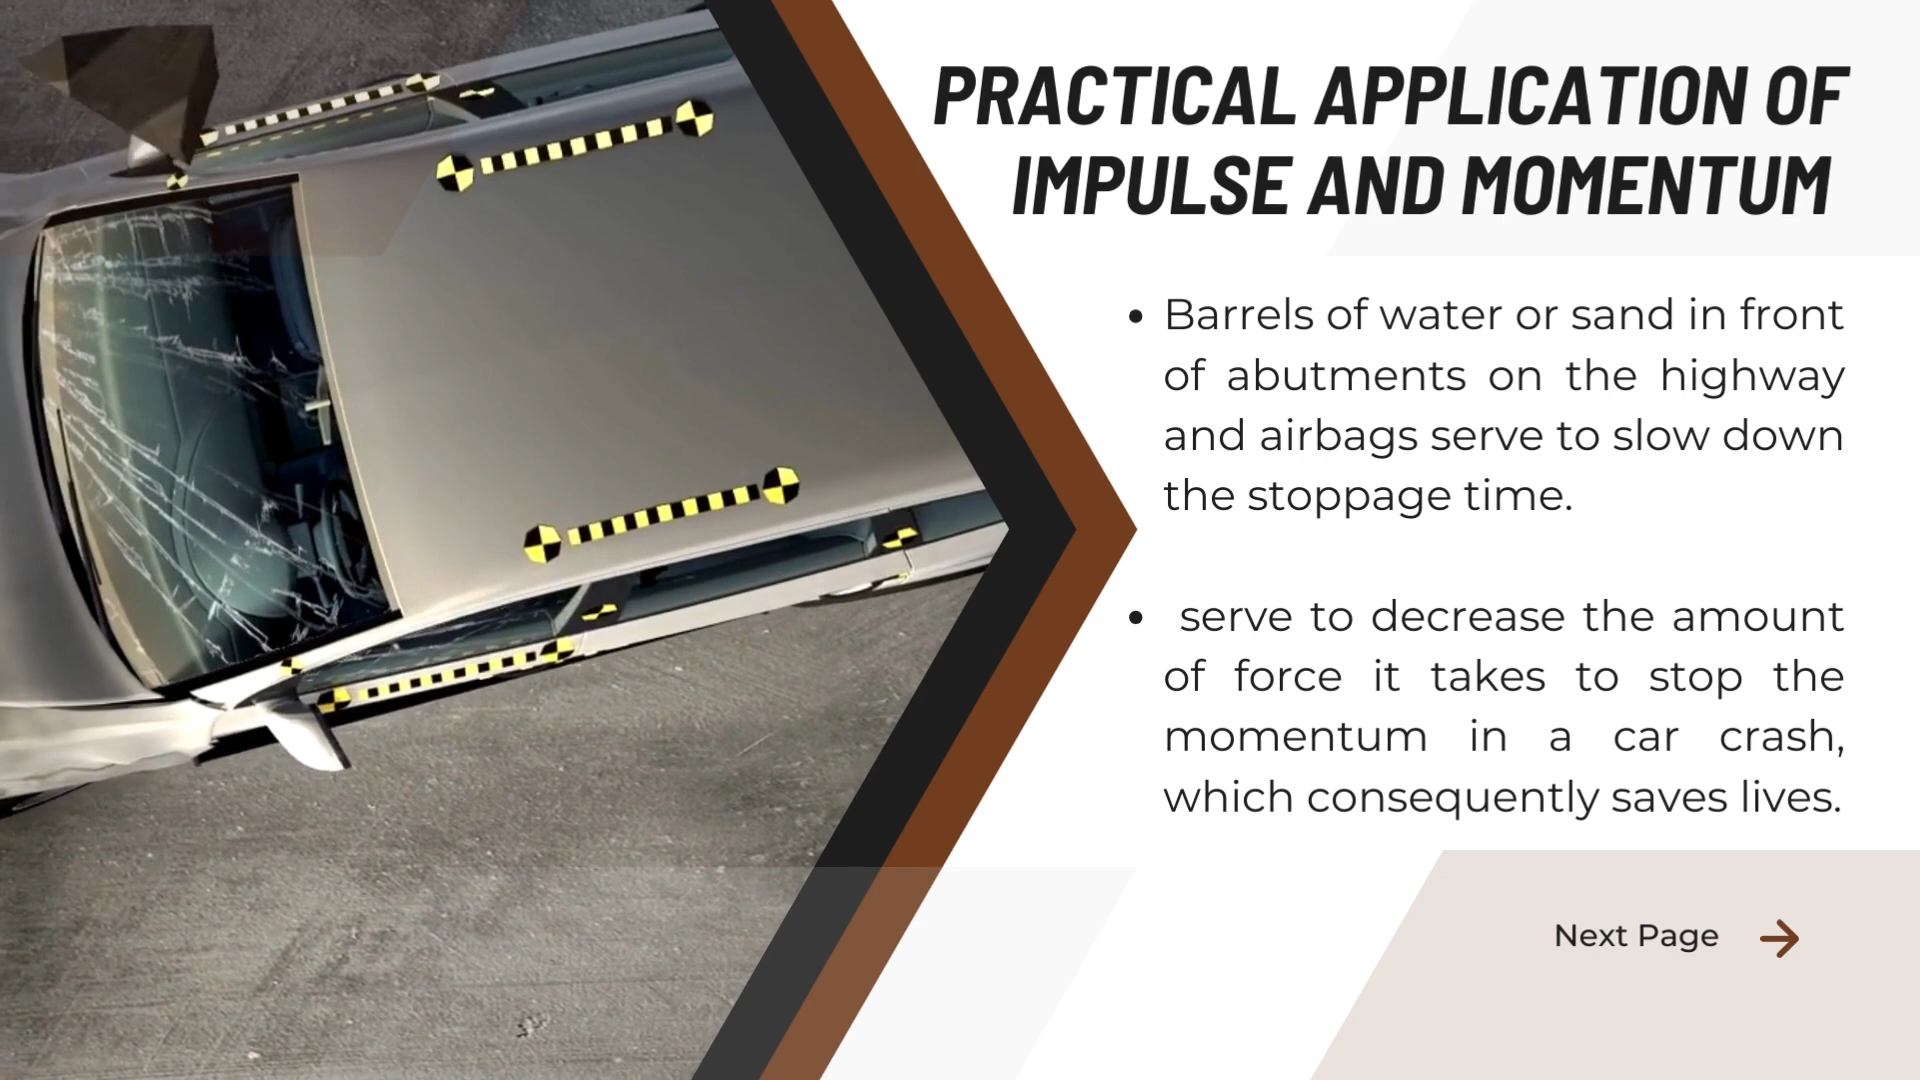 PRACTICAL APPLICATION OF
IMPULSE AND MOMENTUM
• Barrels of water or sand in front
of abutments on the highway
and airbags serve to slow down
the stoppage time.
• serve to decrease the amount
of force it takes to stop the
momentum in a car crash,
which consequently saves lives.
Next Page